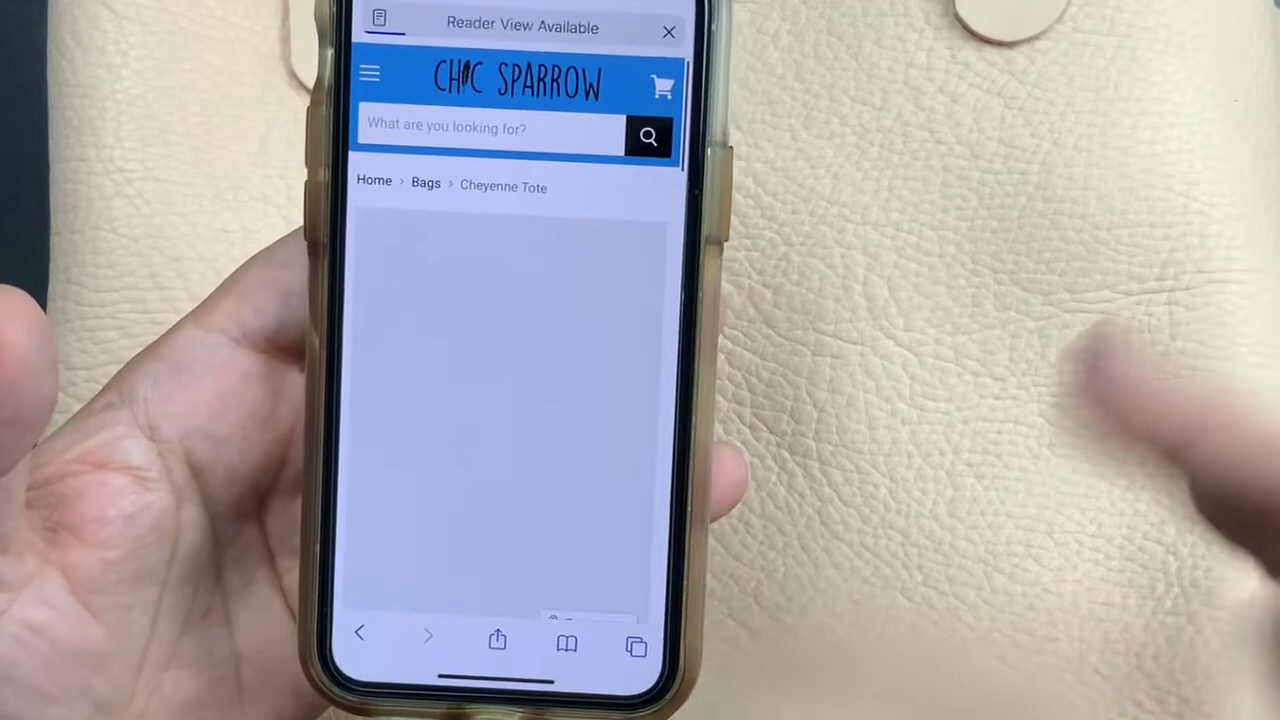 Reader View Available
CHIC SPARROW
What are you looking for?
Home > Bags > Cheyenne Tote